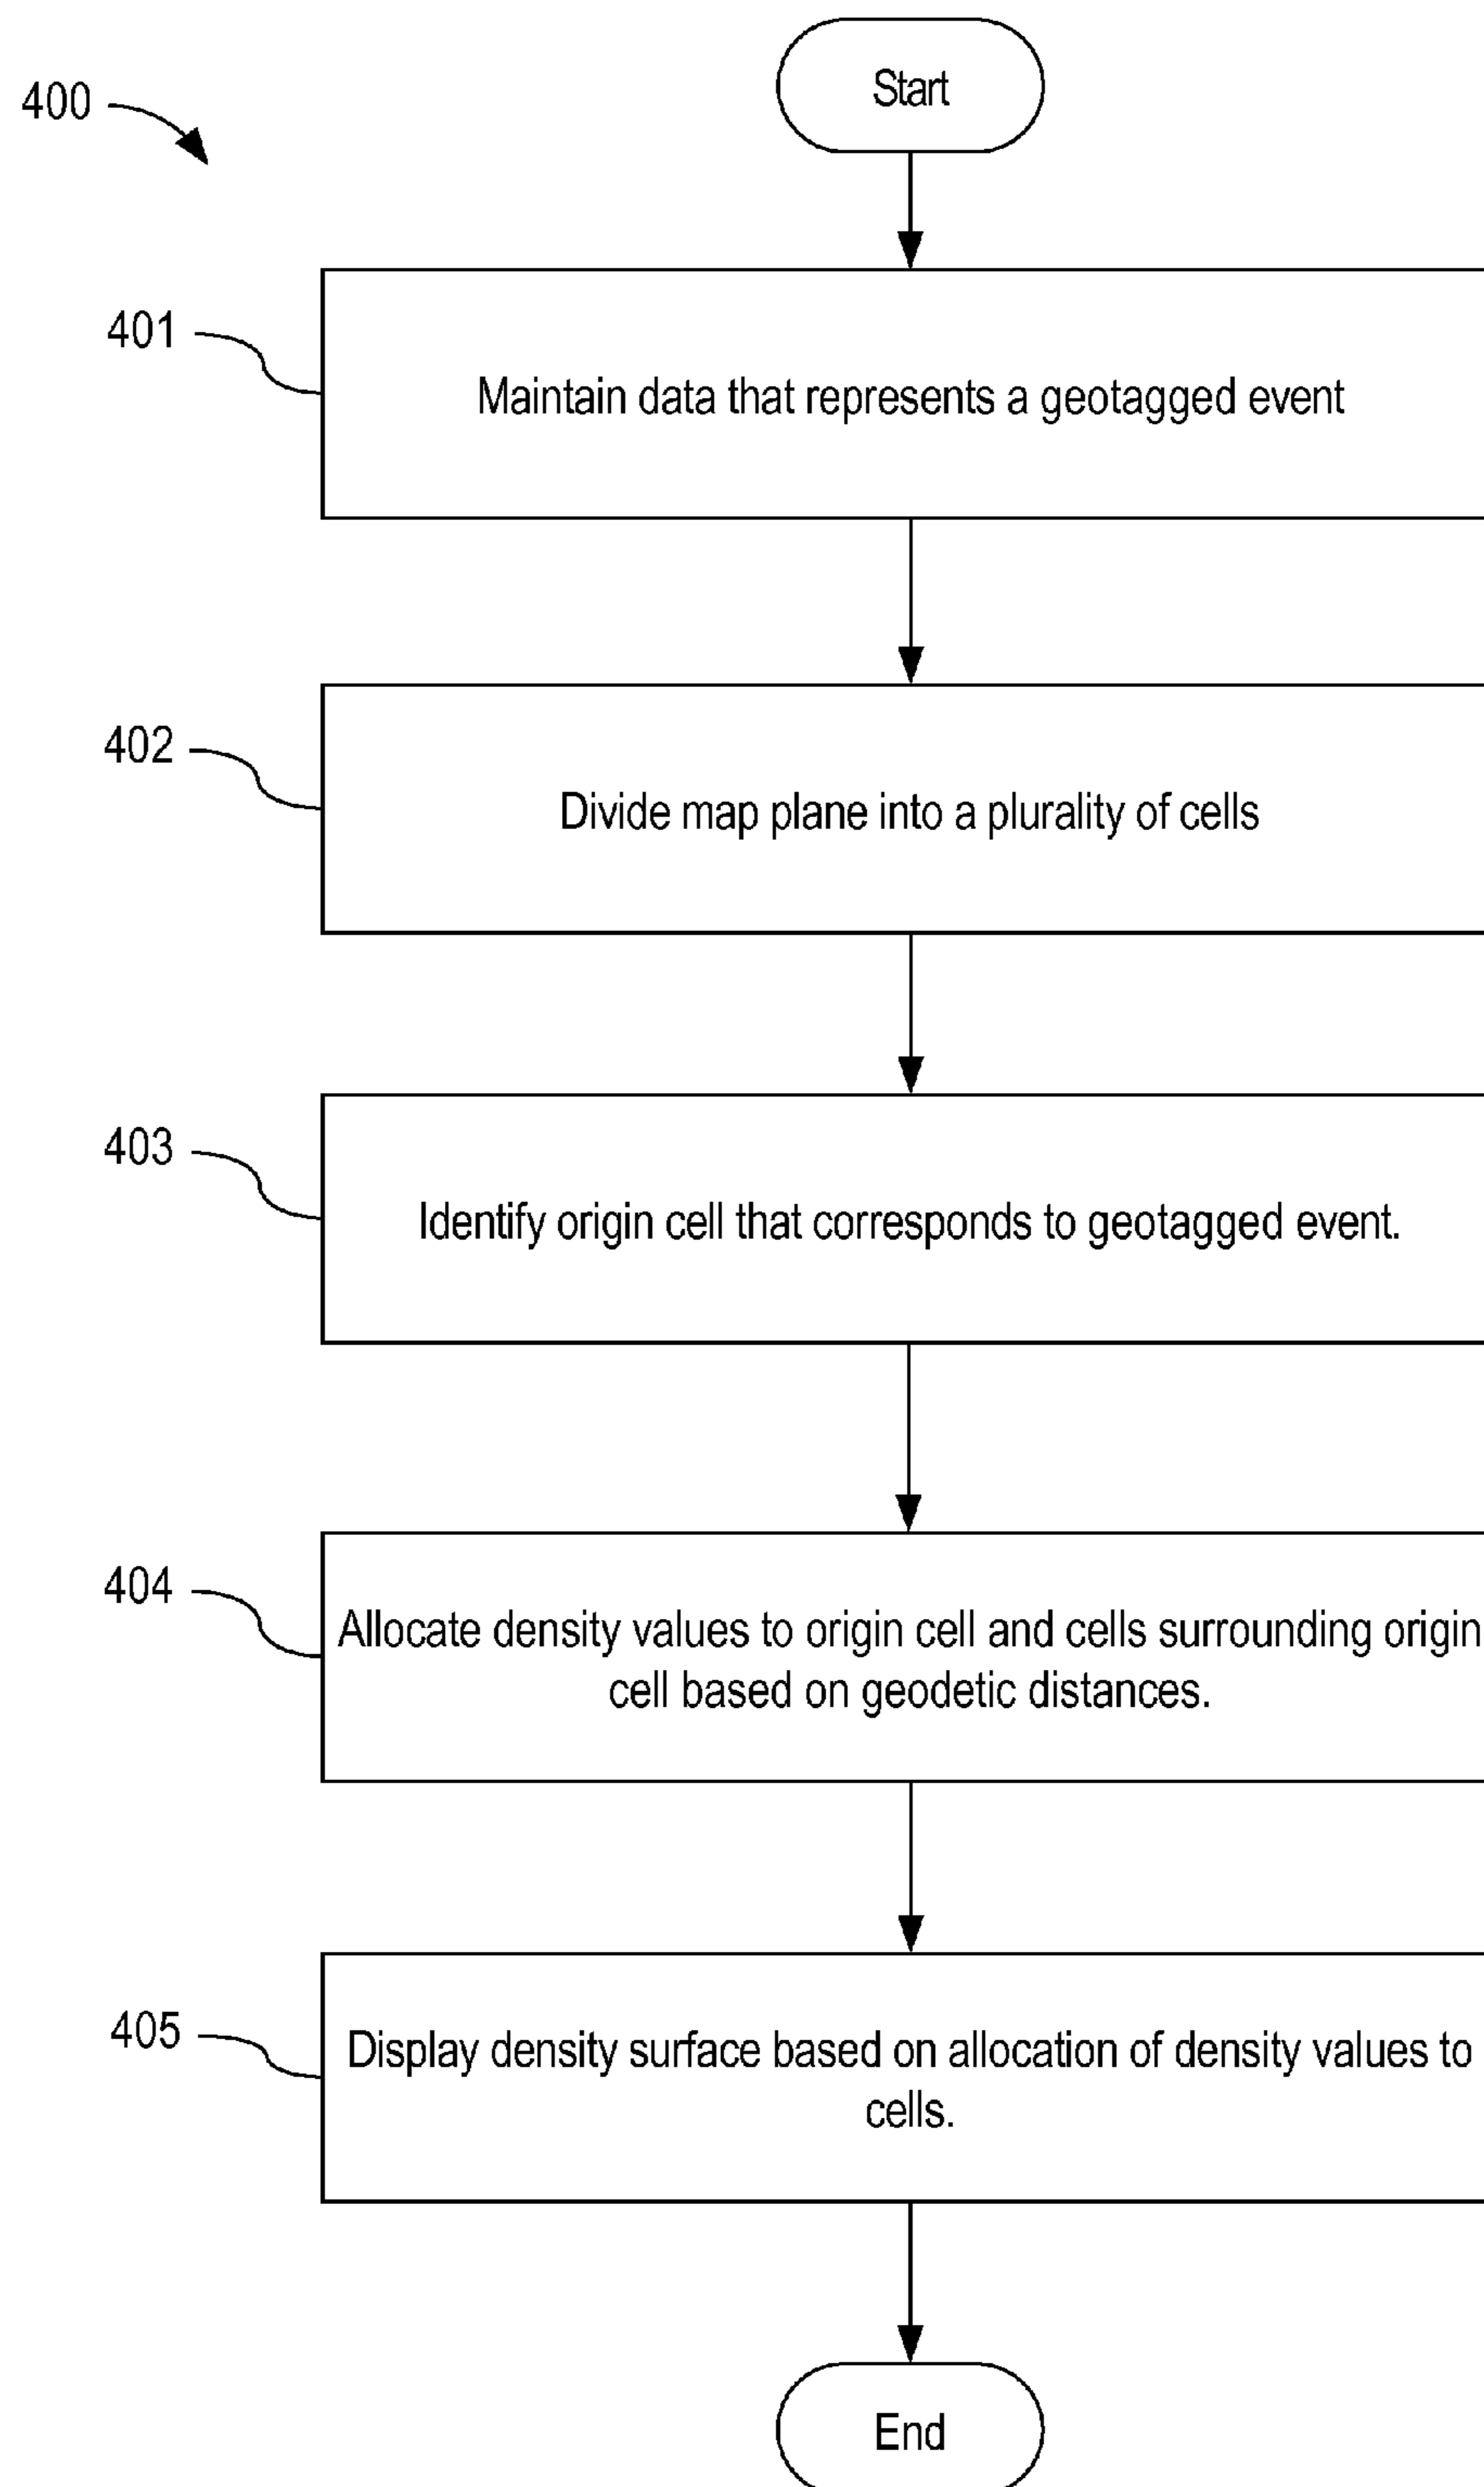 Start
400
401
Maintain data that represents a geotagged event
402
Divide map plane into a plurality of cells
403
Identify origin cell that corresponds to geotagged event.
404
Allocate density values to origin cell and cells surrounding origin
cell based on geodetic distances.
405
Display density surface based on allocation of density values to
cells.
End